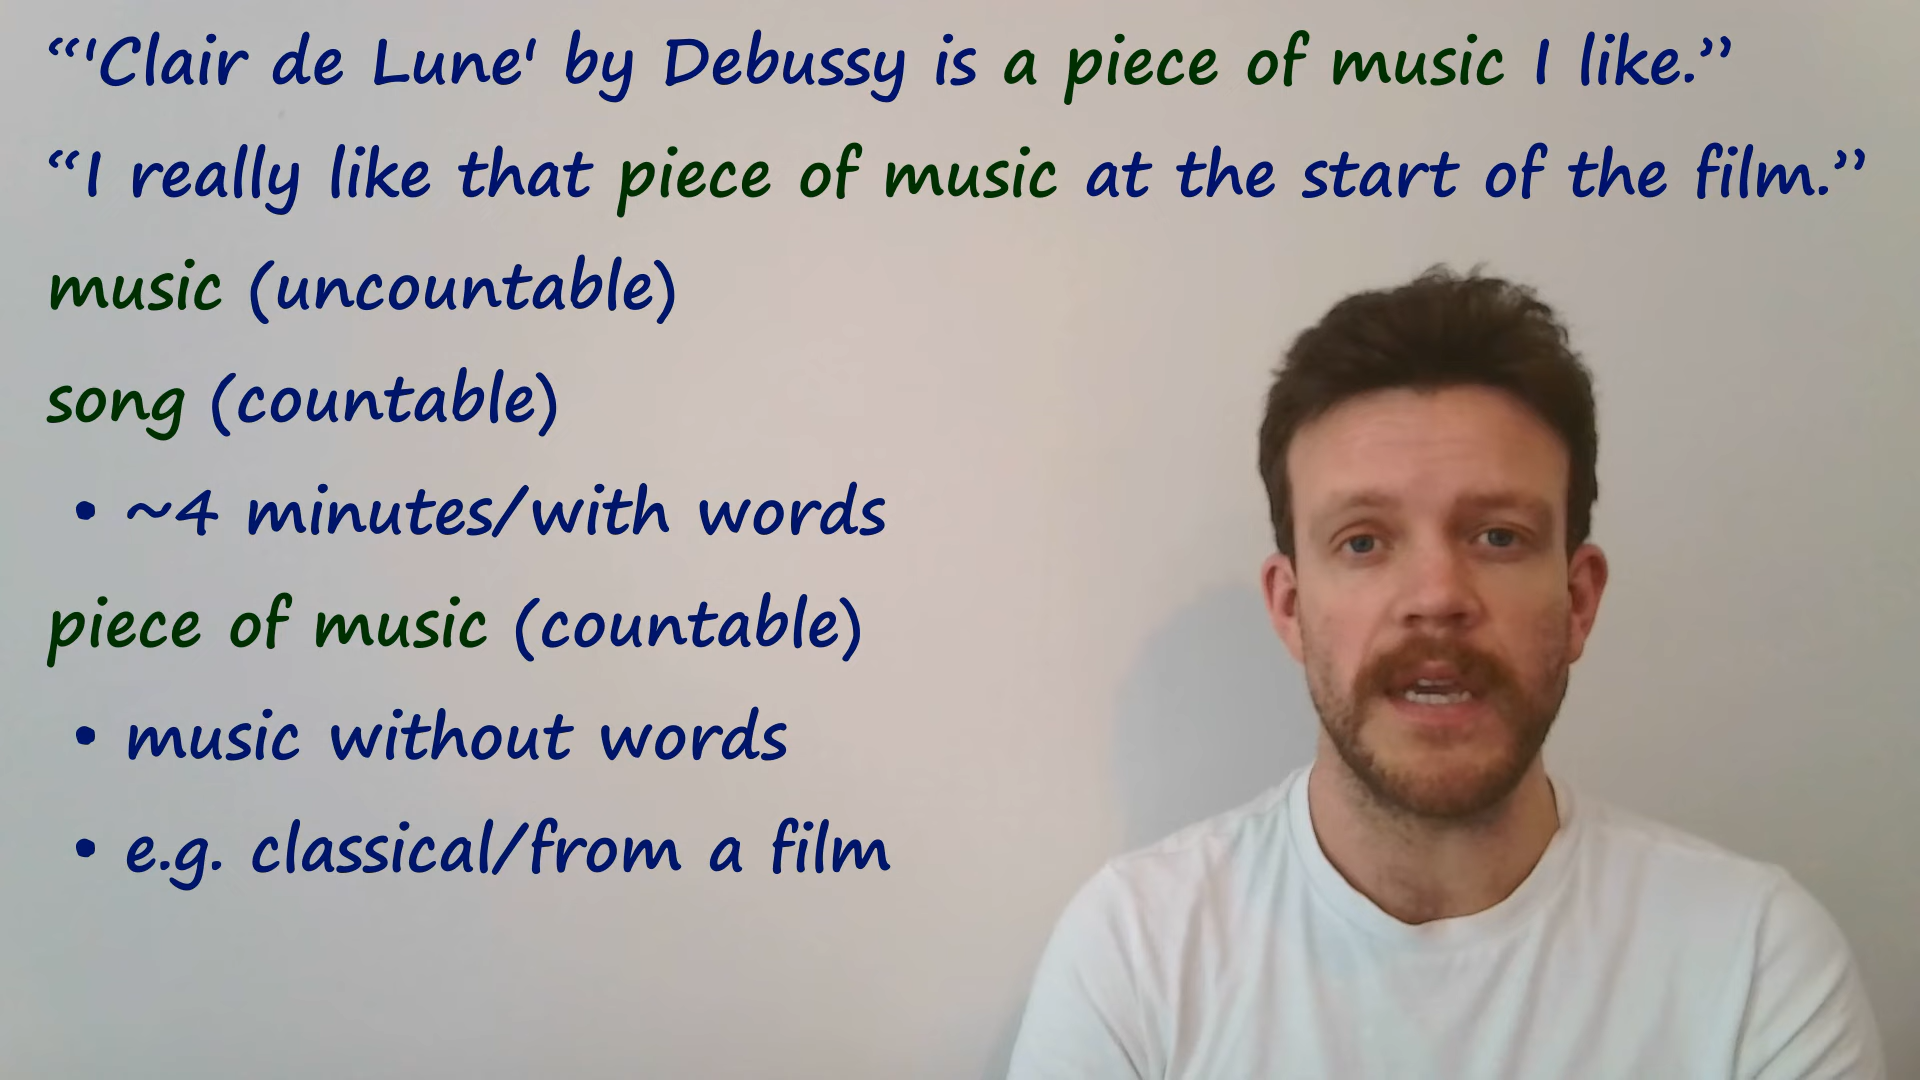 “'Clair de Lune' by Debussy is a piece of music I like.”
“I really like that piece of music at the start of the film.”
music (uncountable)
song (countable)
• ~4 minutes/with words
piece of music (countable)
• music without words
• e.g. classical/from a film